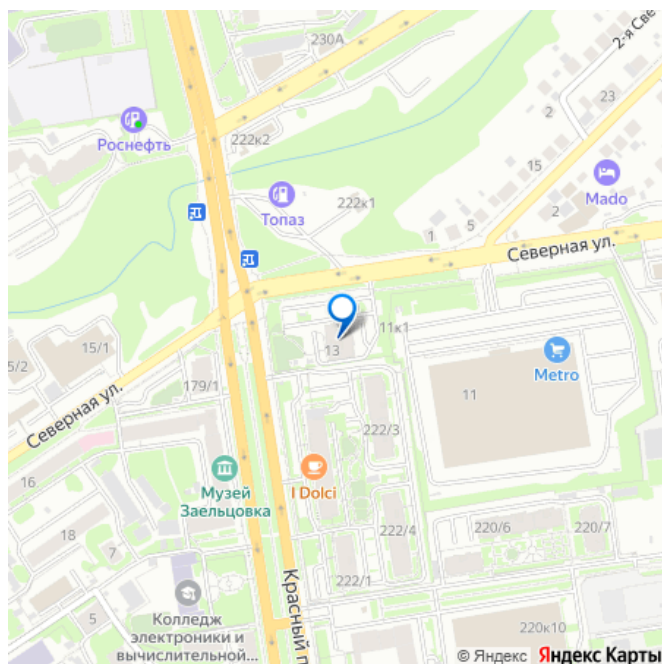 230А
2-я Све
Роснефть
222к2
2
23
15
Топаз
222к1
Mado
2
5
1
Северная ул.
11к1
13
15/1
5/2
179/1
Metro
11
Северная ул.
222/3
16
Музей
Заельцовка
I Dolci
18
7
222/4
220/6
220/7
222/1
5
Колледж
электроники и
вычислительной...
Красный п
220к10
© Яндекс Яндекс Карты